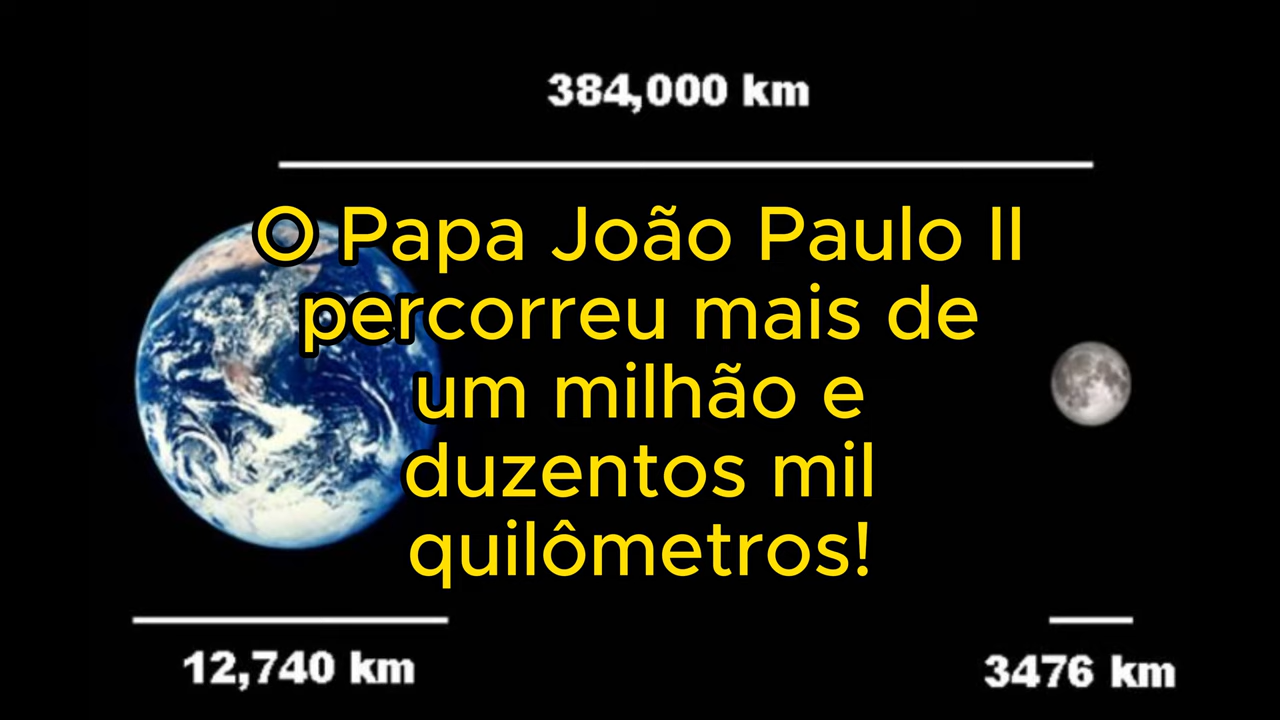 384,000 km
O Papa João Paulo II
percorreu mais de
um milhão e
duzentos mil
quilômetros!
12,740 km
3476 km